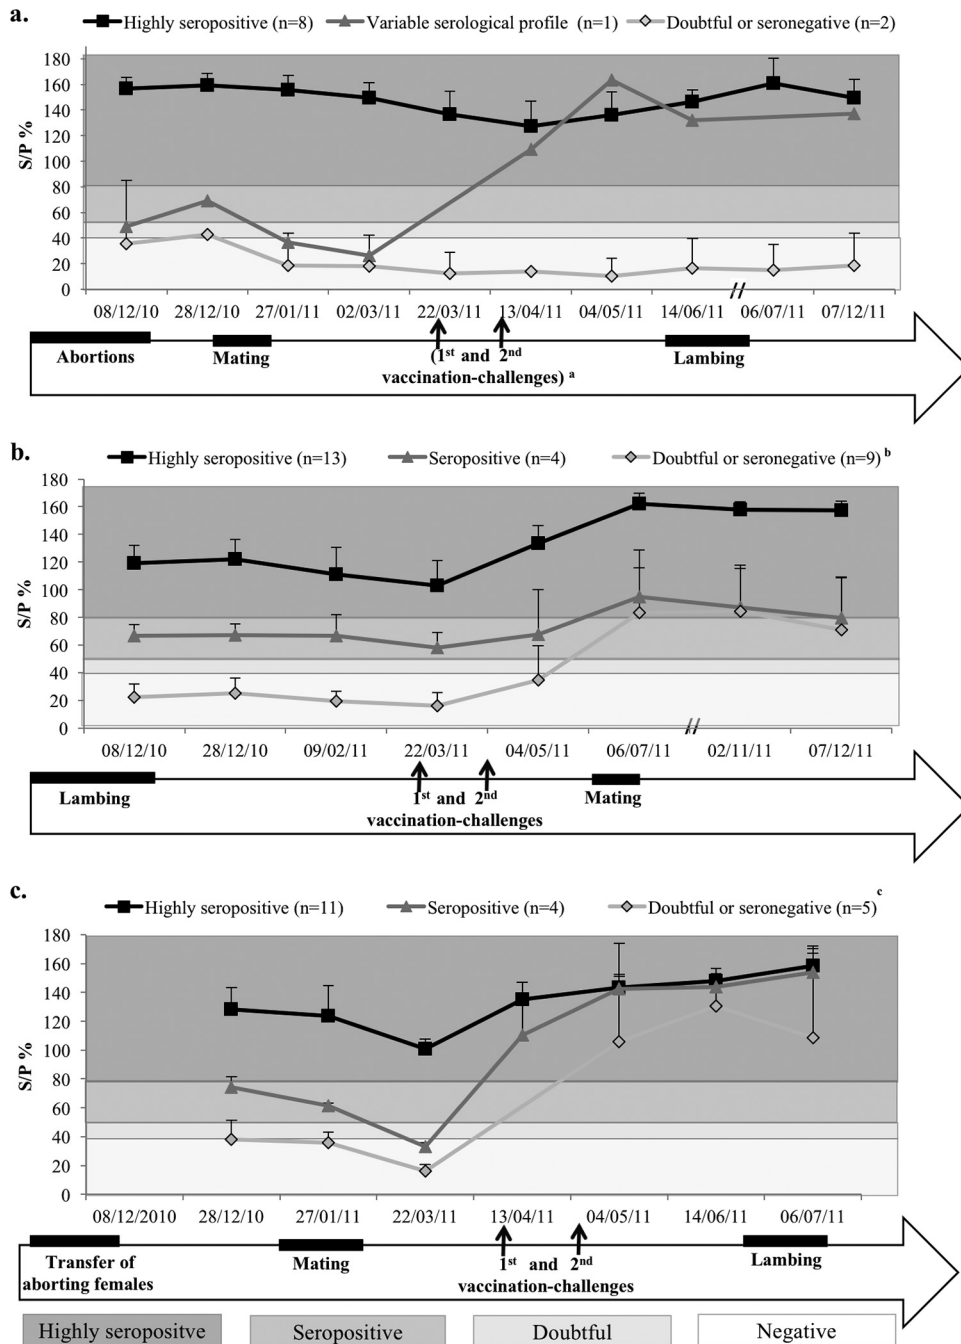 a.
Highly seropositive (n=8) Variable serological profile (n=1) Doubtful or seronegative (n=2)
S/P %
180
160
140
120
100
80
60
40
20
0
08/12/10 28/12/10 27/01/11 02/03/11 22/03/11 13/04/11 04/05/11 14/06/11 06/07/11 07/12/11
Abortions Mating (1st and 2nd Lambing
vaccination-challenges) a
b.
Highly seropositive (n=13) Seropositive (n=4) Doubtful or seronegative (n=9) b
S/P %
180
160
140
120
100
80
60
40
20
0
08/12/10 28/12/10 09/02/11 22/03/11 04/05/11 06/07/11 02/11/11 07/12/11
Lambing 1st and 2nd Mating
vaccination-challenges
c.
Highly seropositive (n=11) Seropositive (n=4) Doubtful or seronegative (n=5) c
S/P %
180
160
140
120
100
80
60
40
20
0
08/12/2010 28/12/10 27/01/11 22/03/11 13/04/11 04/05/11 14/06/11 06/07/11
Transfer of Mating 1st and 2nd Lambing
aborting females vaccination-challenges
Highly seropositve Seropositive Doubtful Negative